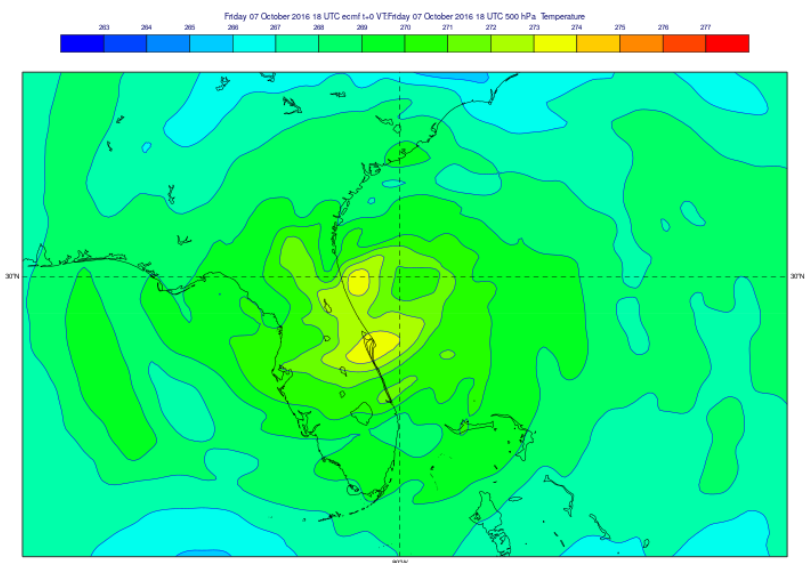 Friday 07 October 2016 18 UTC ecmf t+0 VT:Friday 07 October 2016 18 UTC 500 hPa Temperature
263 264 265 266 267 268 269 270 271 272 273 274 275 276 277
30°N 30°N
80°W